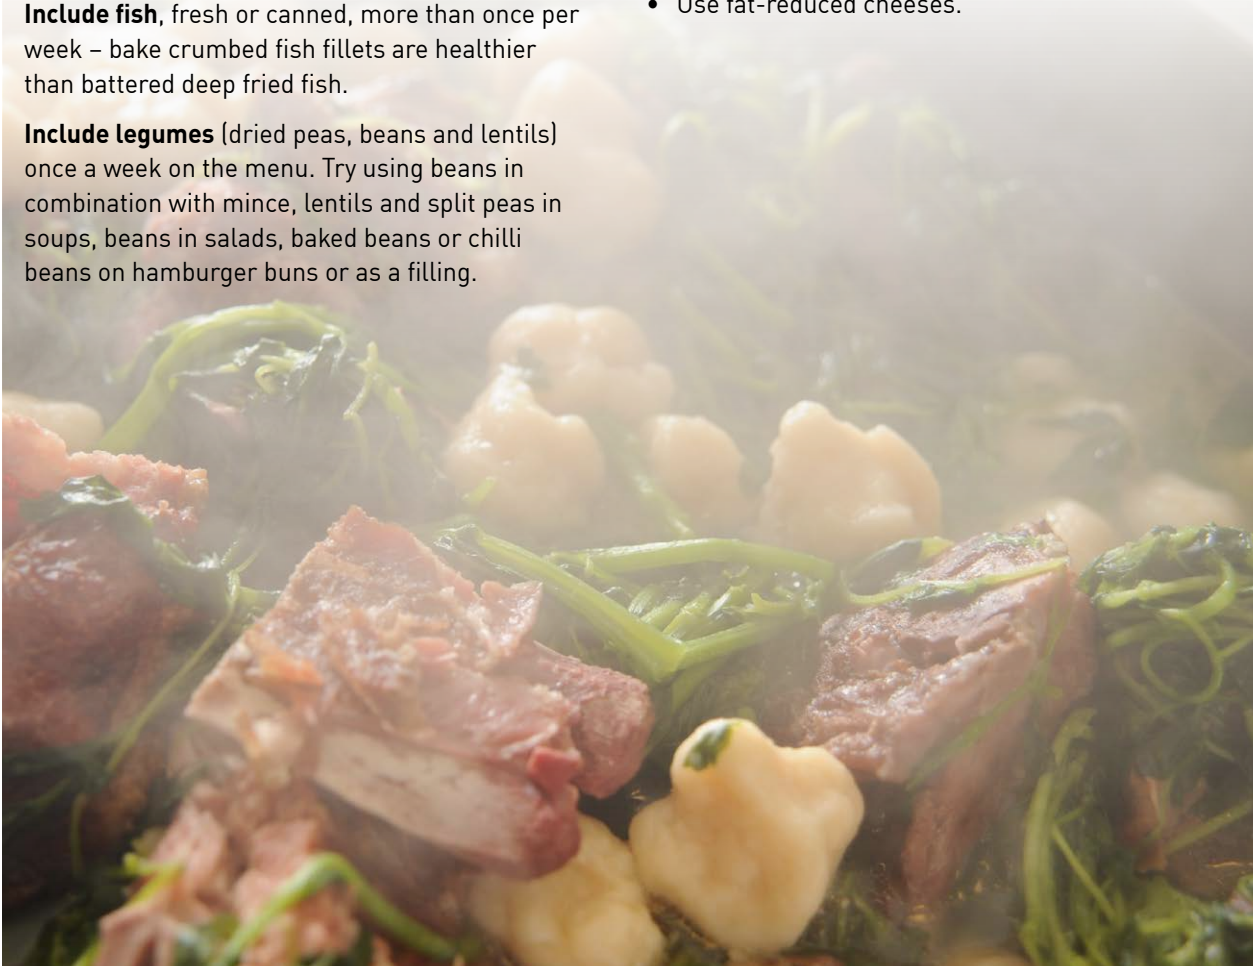 Include fish, fresh or canned, more than once per
week – bake crumbed fish fillets are healthier
than battered deep fried fish.
Include legumes (dried peas, beans and lentils)
once a week on the menu. Try using beans in
combination with mince, lentils and split peas in
soups, beans in salads, baked beans or chilli
beans on hamburger buns or as a filling.
• Use fat-reduced cheeses.